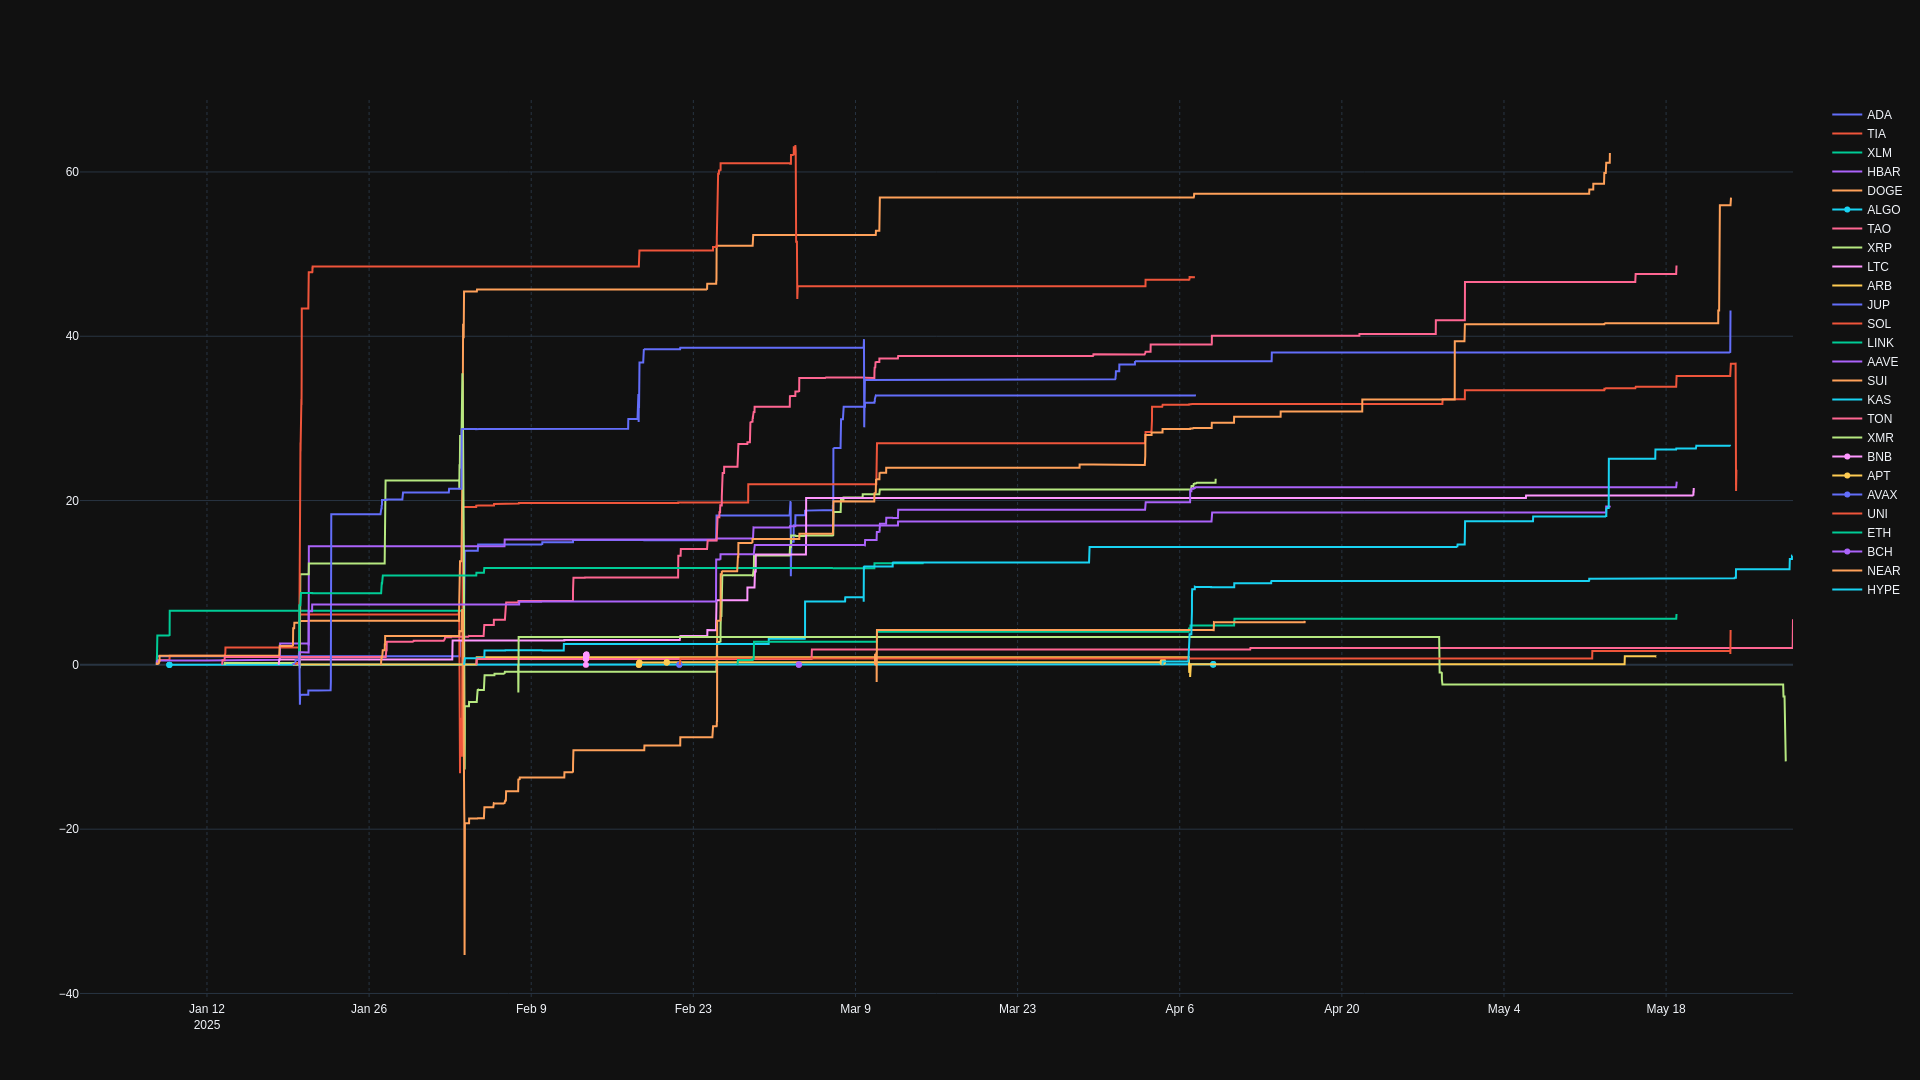 60
40
20
0
−20
−40
Jan 12
2025
Jan 26
Feb 9
Feb 23
Mar 9
Mar 23
Apr 6
Apr 20
May 4
May 18
ADA
TIA
XLM
HBAR
DOGE
ALGO
TAO
XRP
LTC
ARB
JUP
SOL
LINK
AAVE
SUI
KAS
TON
XMR
BNB
APT
AVAX
UNI
ETH
BCH
NEAR
HYPE